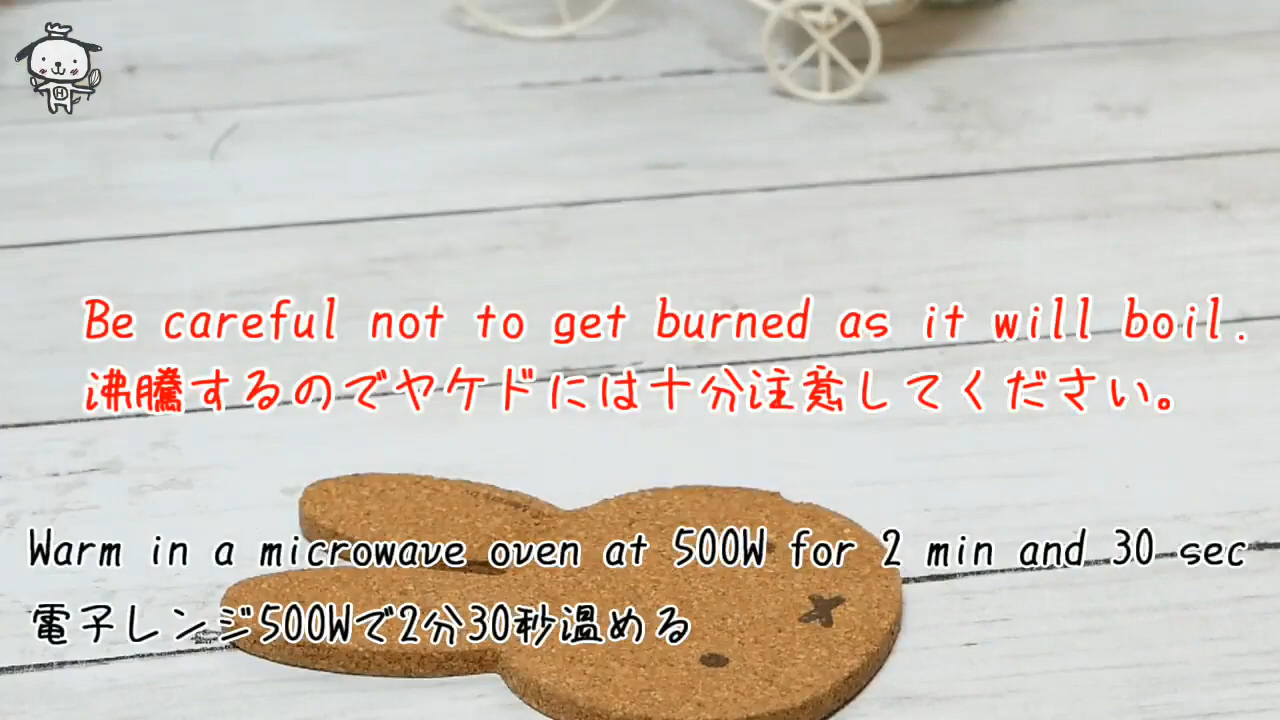 Be careful not to get burned as it will boil.
沸騰するのでヤケドには十分注意してください。
Warm in a microwave oven at 500W for 2 min and 30 sec
電子レンジ500Wで2分30秒温める
H